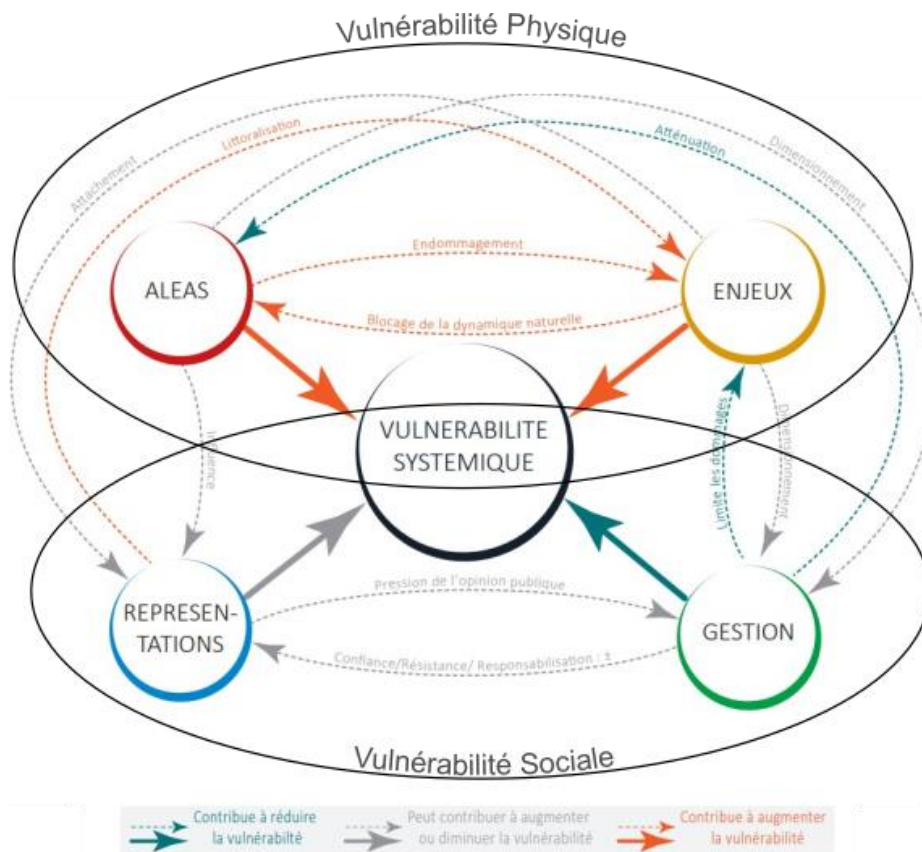 Vulnérabilité Physique
Attachement
Littoralisation
Atténuation
Dimensionnement
Endommagement
ALEAS
ENJEUX
Blocage de la dynamique naturelle
VULNERABILITE
SYSTEMIQUE
Influence
Limite les dommages
Dimensionnement
Pression de l'opinion publique
REPRESEN-
TATIONS
GESTION
Confiance/Résistance/ Responsabilisation : ±
Vulnérabilité Sociale
Contribue à réduire
la vulnérabilté
Peut contribuer à augmenter
ou diminuer la vulnérabilité
Contribue à augmenter
la vulnérabilité